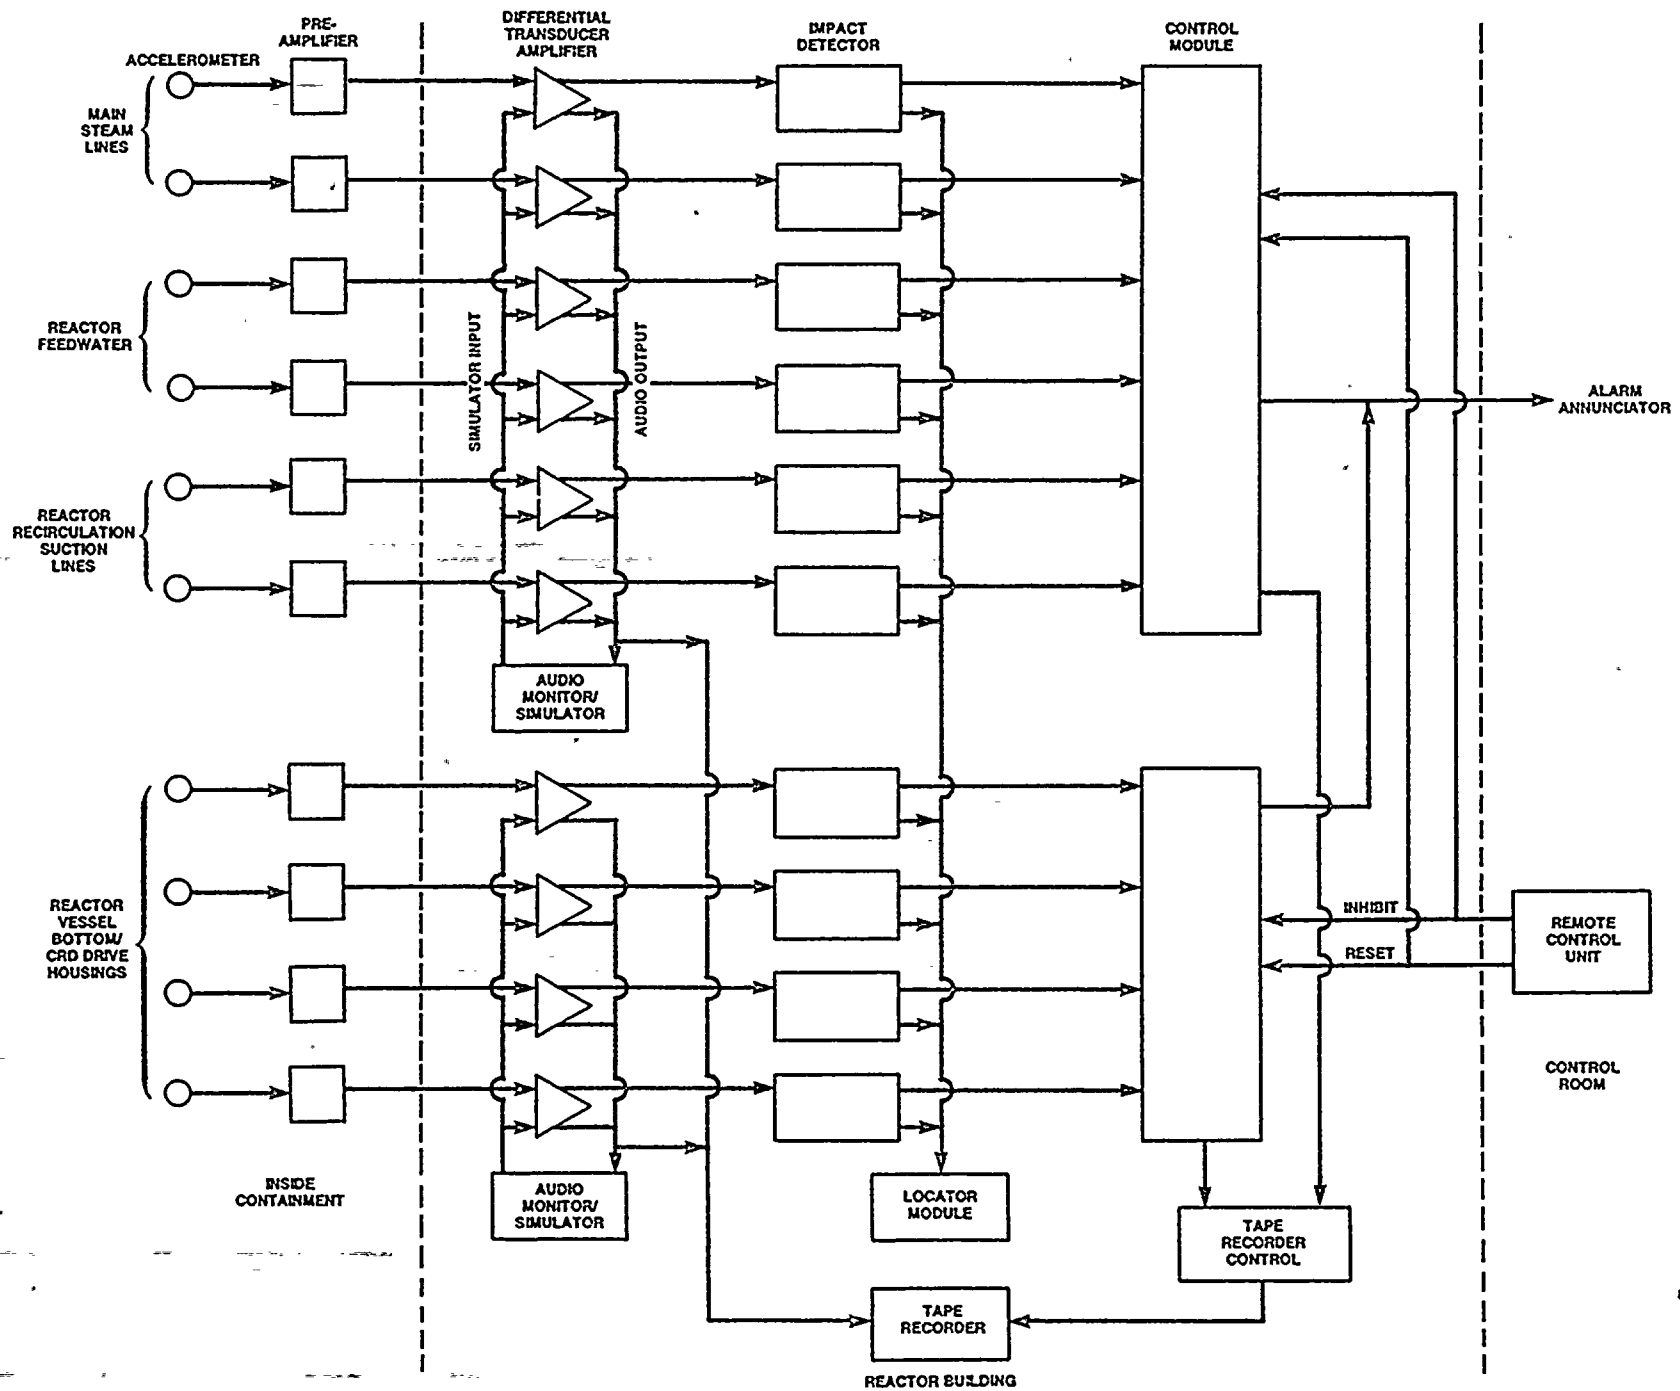 PRE-
AMPLIFIER
DIFFERENTIAL
TRANSDUCER
AMPLIFIER
IMPACT
DETECTOR
CONTROL
MODULE
ACCELEROMETER
MAIN
STEAM
LINES
REACTOR
FEEDWATER
SIMULATOR INPUT
AUDIO OUTPUT
ALARM
ANNUNCIATOR
REACTOR
RECIRCULATION
SUCTION
LINES
AUDIO
MONITOR/
SIMULATOR
REACTOR
VESSEL
BOTTOM/
CRD DRIVE
HOUSINGS
INHIBIT
RESET
REMOTE
CONTROL
UNIT
CONTROL
ROOM
INSIDE
CONTAINMENT
AUDIO
MONITOR/
SIMULATOR
LOCATOR
MODULE
TAPE
RECORDER
CONTROL
TAPE
RECORDER
REACTOR BUILDING